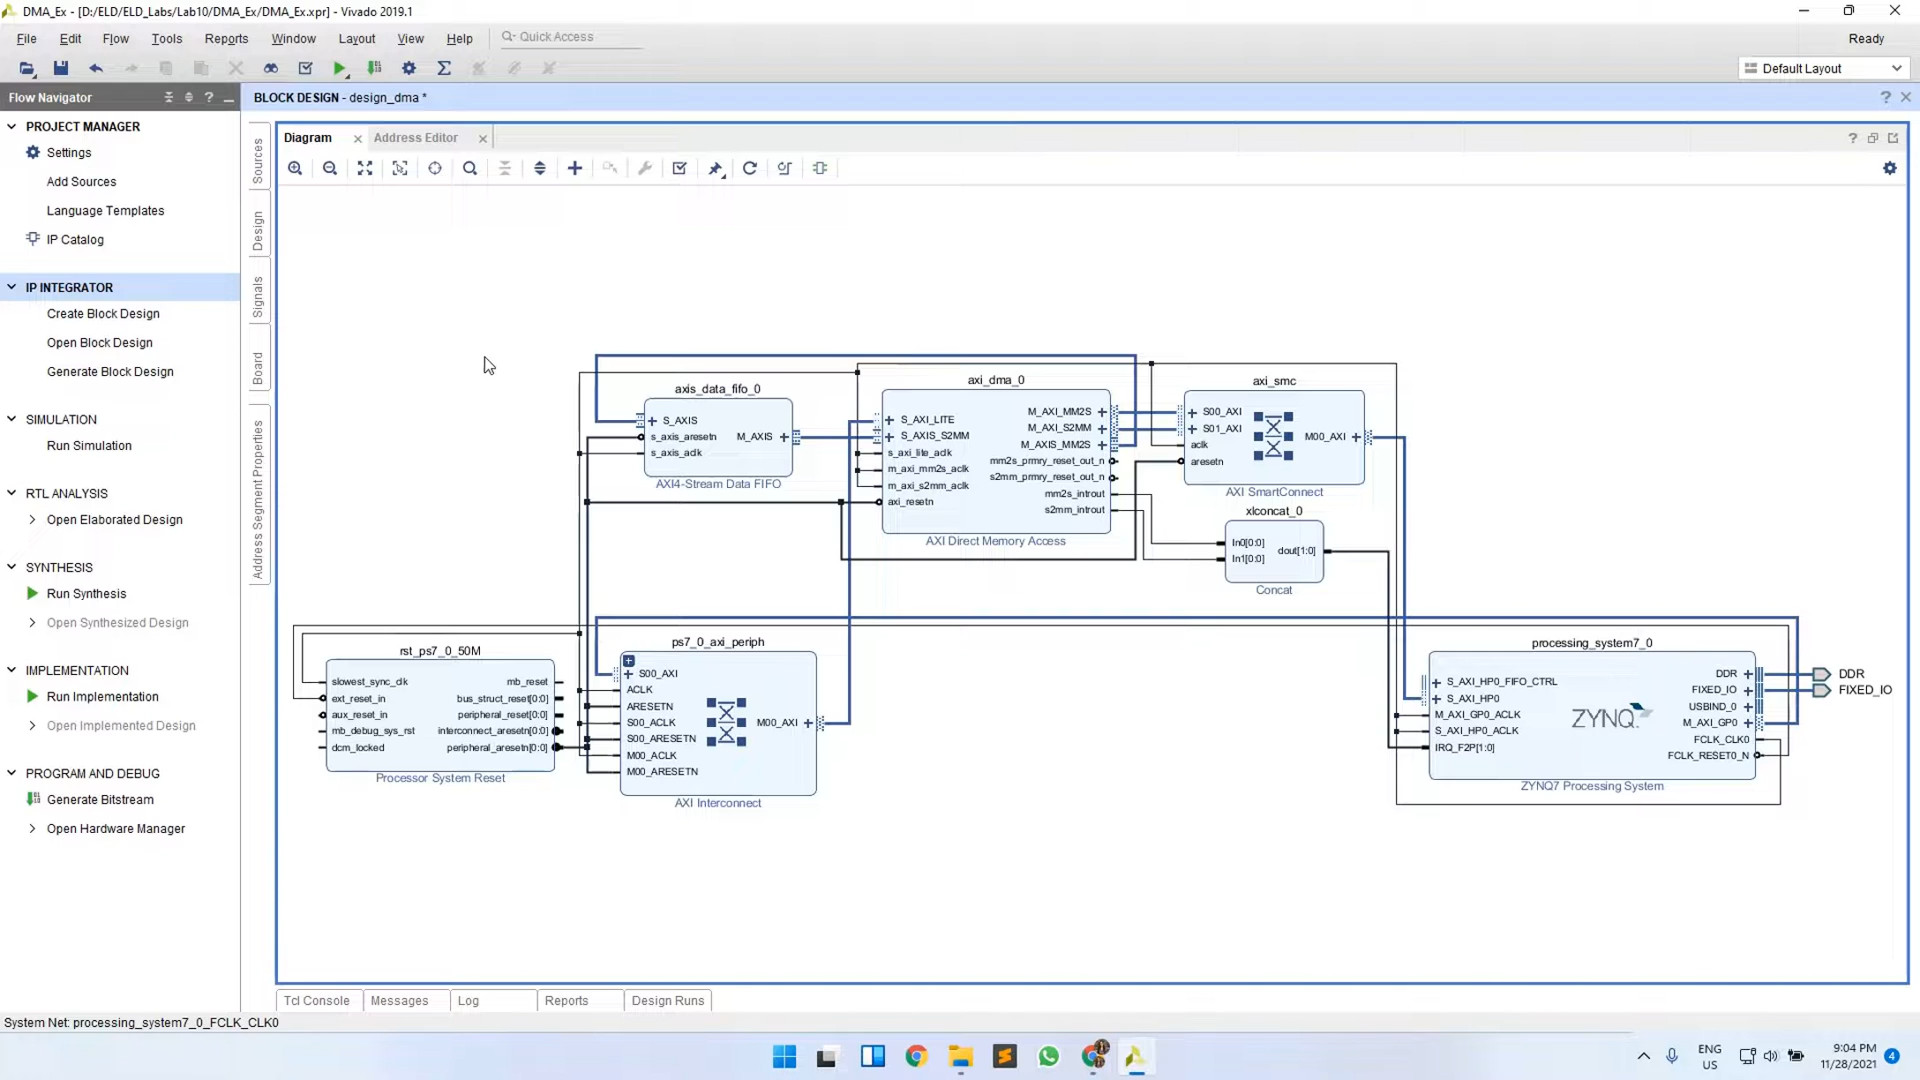 DMA_Ex - [D:/ELD/ELD_Labs/Lab10/DMA_Ex/DMA_Ex.xpr] - Vivado 2019.1
File Edit Flow Tools Reports Window Layout View Help Quick Access Ready
Default Layout
Flow Navigator
BLOCK DESIGN - design_dma *
PROJECT MANAGER
Settings
Add Sources
Language Templates
IP Catalog
IP INTEGRATOR
Create Block Design
Open Block Design
Generate Block Design
SIMULATION
Run Simulation
RTL ANALYSIS
Open Elaborated Design
SYNTHESIS
Run Synthesis
Open Synthesized Design
IMPLEMENTATION
Run Implementation
Open Implemented Design
PROGRAM AND DEBUG
Generate Bitstream
Open Hardware Manager
Sources
Design
Signals
Board
Address Segment Properties
Diagram
Address Editor
axis_data_fifo_0
S_AXIS
s_axis_aresetn
s_axis_aclk
M_AXIS
AXI4-Stream Data FIFO
axi_dma_0
S_AXI_LITE
S_AXIS_S2MM
s_axi_lite_aclk
m_axi_mm2s_aclk
m_axi_s2mm_aclk
axi_resetn
M_AXI_MM2S
M_AXI_S2MM
M_AXIS_MM2S
mm2s_prmry_reset_out_n
s2mm_prmry_reset_out_n
mm2s_introut
s2mm_introut
AXI Direct Memory Access
axi_smc
S00_AXI
S01_AXI
aclk
aresetn
M00_AXI
AXI SmartConnect
xlconcat_0
In0[0:0]
In1[0:0]
dout[1:0]
Concat
rst_ps7_0_50M
slowest_sync_clk
ext_reset_in
aux_reset_in
mb_debug_sys_rst
dcm_locked
mb_reset
bus_struct_reset[0:0]
peripheral_reset[0:0]
interconnect_aresetn[0:0]
peripheral_aresetn[0:0]
Processor System Reset
ps7_0_axi_periph
S00_AXI
ACLK
ARESETN
S00_ACLK
S00_ARESETN
M00_ACLK
M00_ARESETN
M00_AXI
AXI Interconnect
processing_system7_0
S_AXI_HP0_FIFO_CTRL
S_AXI_HP0
M_AXI_GP0_ACLK
S_AXI_HP0_ACLK
IRQ_F2P[1:0]
ZYNQ
DDR
FIXED_IO
USBIND_0
M_AXI_GP0
FCLK_CLK0
FCLK_RESET0_N
ZYNQ7 Processing System
DDR
FIXED_IO
Tcl Console Messages Log Reports Design Runs
System Net: processing_system7_0_FCLK_CLK0
ENG
US
9:04 PM
11/28/2021
4